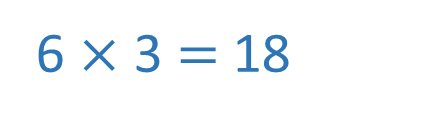 6 × 3 = 18